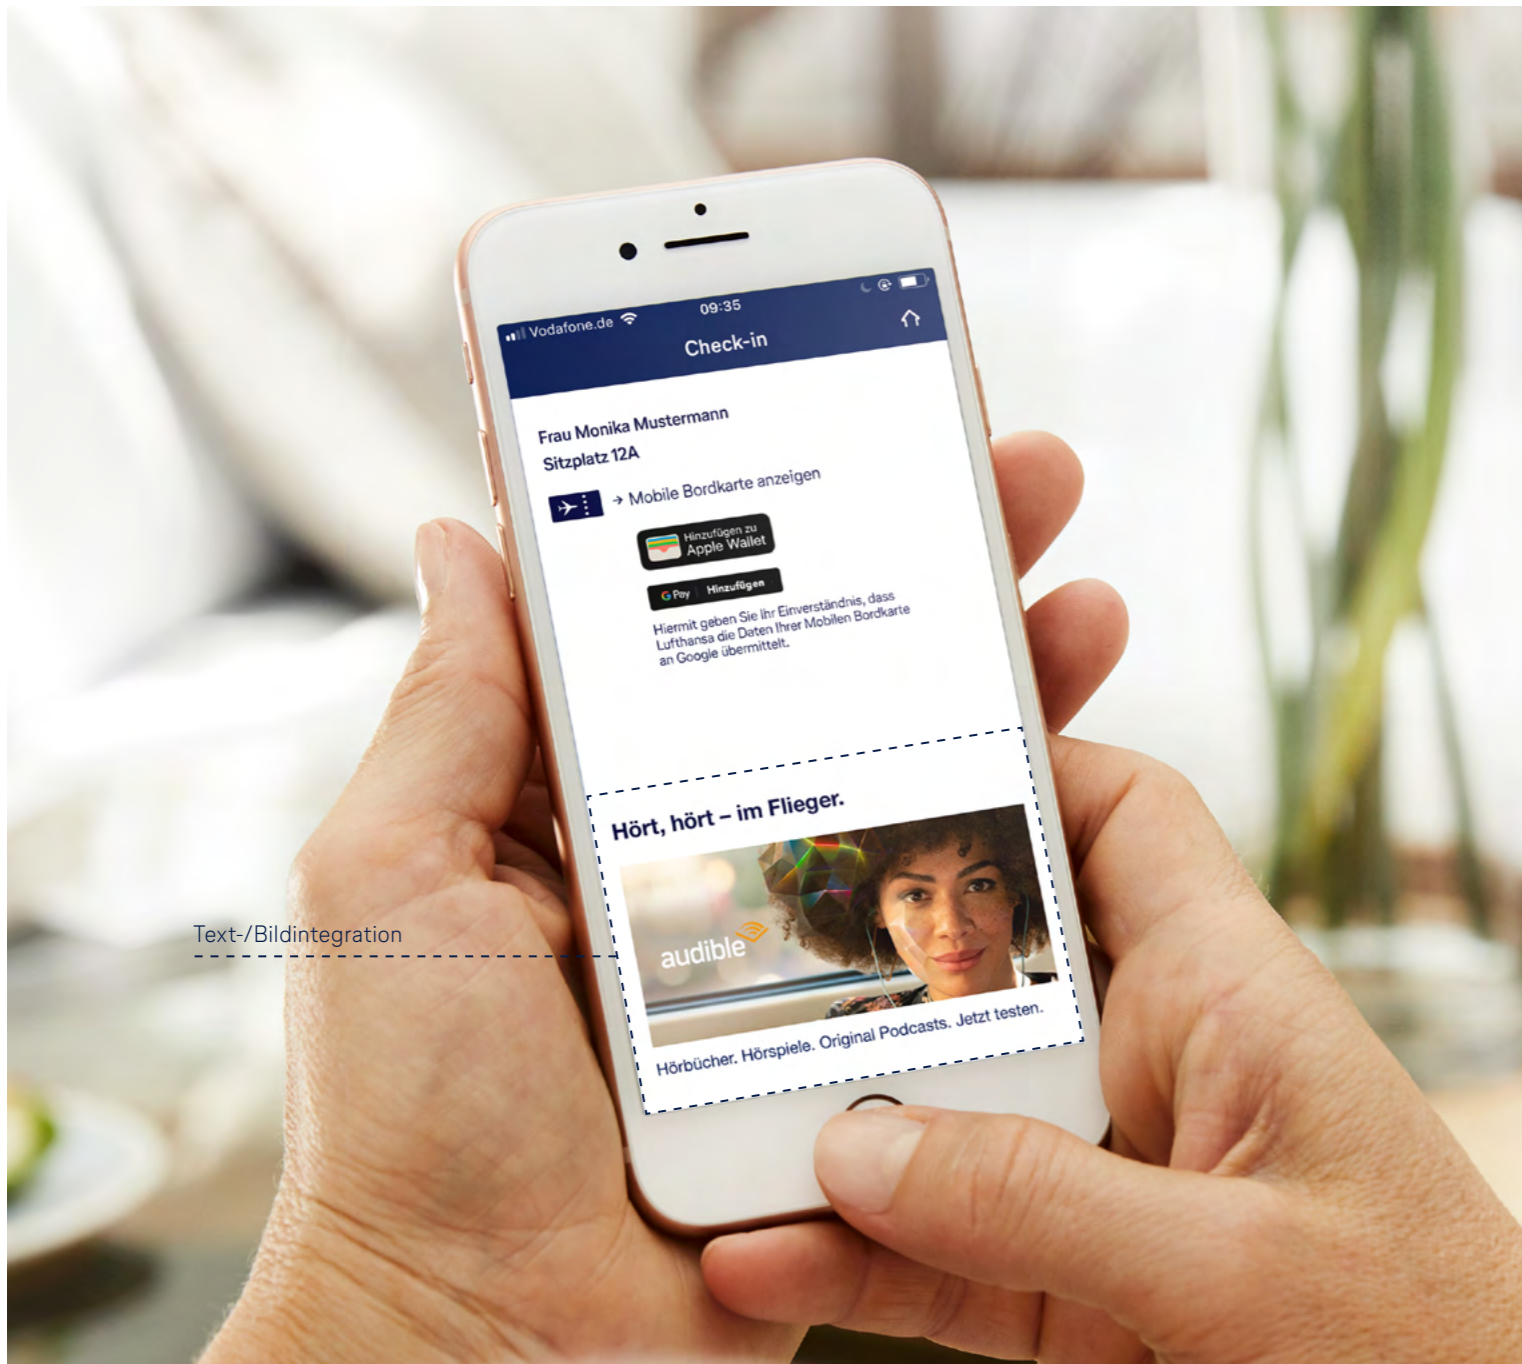 Vodafone.de
09:35
Check-in
Frau Monika Mustermann
Sitzplatz 12A
→ Mobile Bordkarte anzeigen
Hinzufügen zu
Apple Wallet
G Pay Hinzufügen
Hiermit geben Sie Ihr Einverständnis, dass
Lufthansa die Daten Ihrer Mobilen Bordkarte
an Google übermittelt.
Hört, hört – im Flieger.
Text-/Bildintegration
audible
Hörbücher. Hörspiele. Original Podcasts. Jetzt testen.